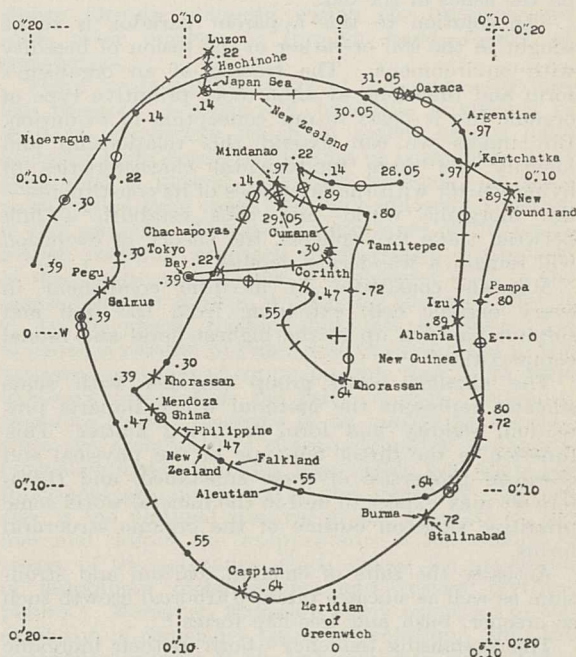 0".20
0".10
0
0".10
0".20
Luzon
.22
Hachinohe
Japan Sea
.14
31.05
Oaxaca
New Zealand
30.05
Argentine
.14
.97
Nicaragua
Mindanao
.22
Kamtchatka
.97
0".10
.22
.14
.14
28.05
0".10
.30
.89
.89
New Foundland
29.05
.80
Cumana
Chachapoyas
Tamiltepec
.39
.30
Tokyo Bay
.22
.30
.39
Corinth
Pegu
Salmus
.47
.72
Pampa
.80
.39
.55
Izu
.89
Albania
0
W
E
0
New Guinea
.30
.39
Khorassan
Khorassan
.64
Mendoza
Shima
.80
.47
Philippine
.72
New Zealand
.47
Falkland
0".10
Aleutian
.55
.64
0".10
Burma
.72
Stalinabad
.55
Caspian
.64
Meridian of Greenwich
0".20
0".10
0
0".10
0".20